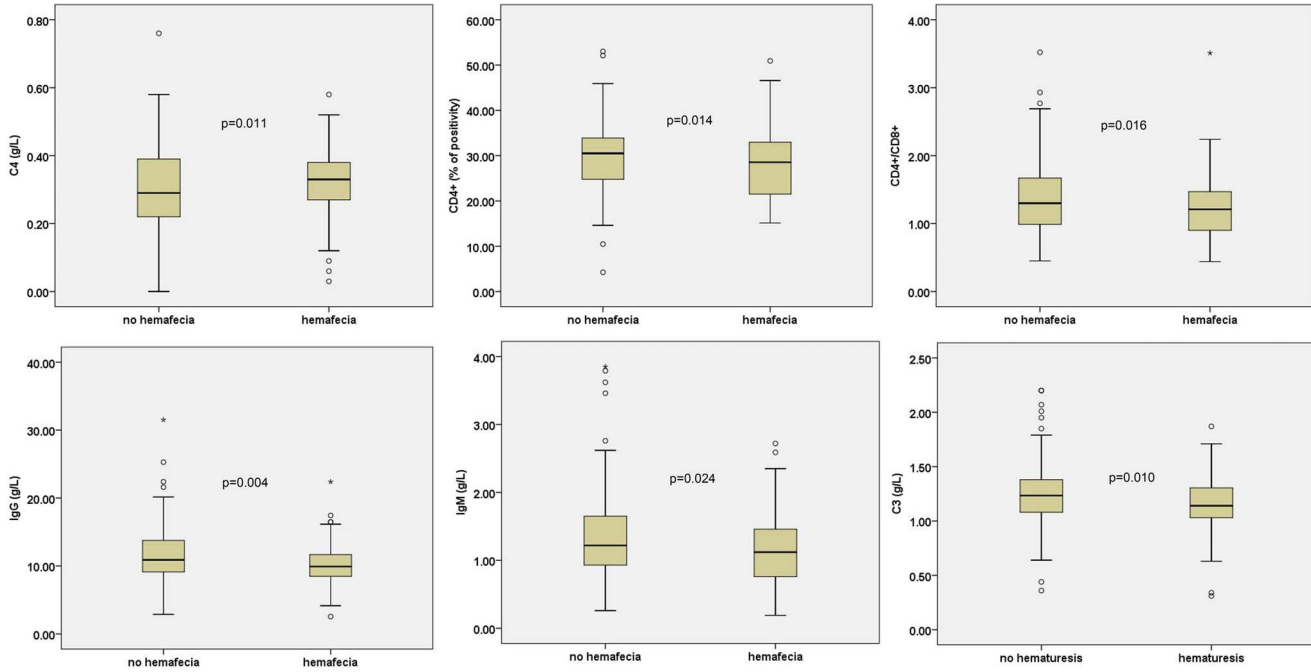 C4 (g/L)
0.80
0.60
0.40
0.20
0.00
p=0.011
no hemafecia
hemafecia
CD4+ (% of positivity)
60.00
50.00
40.00
30.00
20.00
10.00
0.00
p=0.014
no hemafecia
hemafecia
CD4+/CD8+
4.00
3.00
2.00
1.00
0.00
p=0.016
no hemafecia
hemafecia
IgG (g/L)
40.00
30.00
20.00
10.00
0.00
p=0.004
no hemafecia
hemafecia
IgM (g/L)
4.00
3.00
2.00
1.00
0.00
p=0.024
no hemafecia
hemafecia
C3 (g/L)
2.50
2.00
1.50
1.00
0.50
0.00
p=0.010
no hematuresis
hematuresis